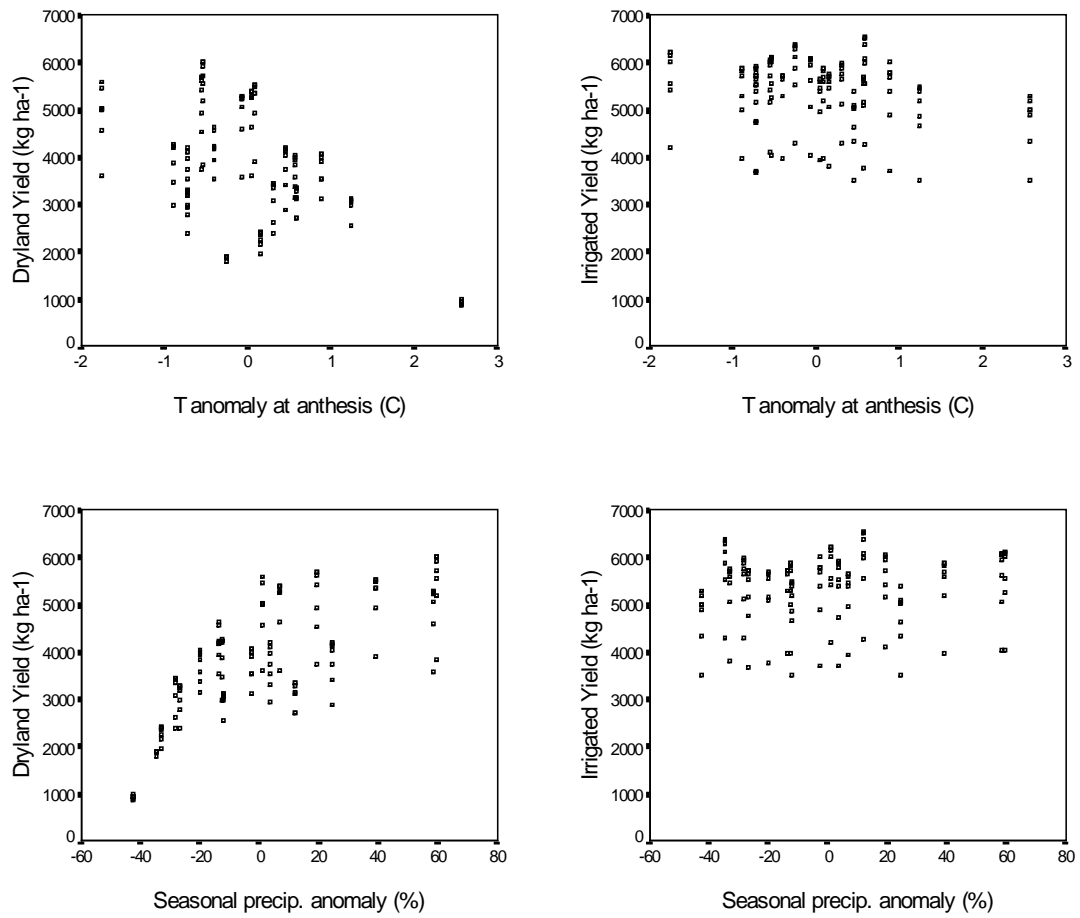 Dryland Yield (kg ha-1)
7000
6000
5000
4000
3000
2000
1000
0
-2 -1 0 1 2 3
T anomaly at anthesis (C)
Irrigated Yield (kg ha-1)
7000
6000
5000
4000
3000
2000
1000
0
-2 -1 0 1 2 3
T anomaly at anthesis (C)
Dryland Yield (kg ha-1)
7000
6000
5000
4000
3000
2000
1000
0
-60 -40 -20 0 20 40 60 80
Seasonal precip. anomaly (%)
Irrigated Yield (kg ha-1)
7000
6000
5000
4000
3000
2000
1000
0
-60 -40 -20 0 20 40 60 80
Seasonal precip. anomaly (%)